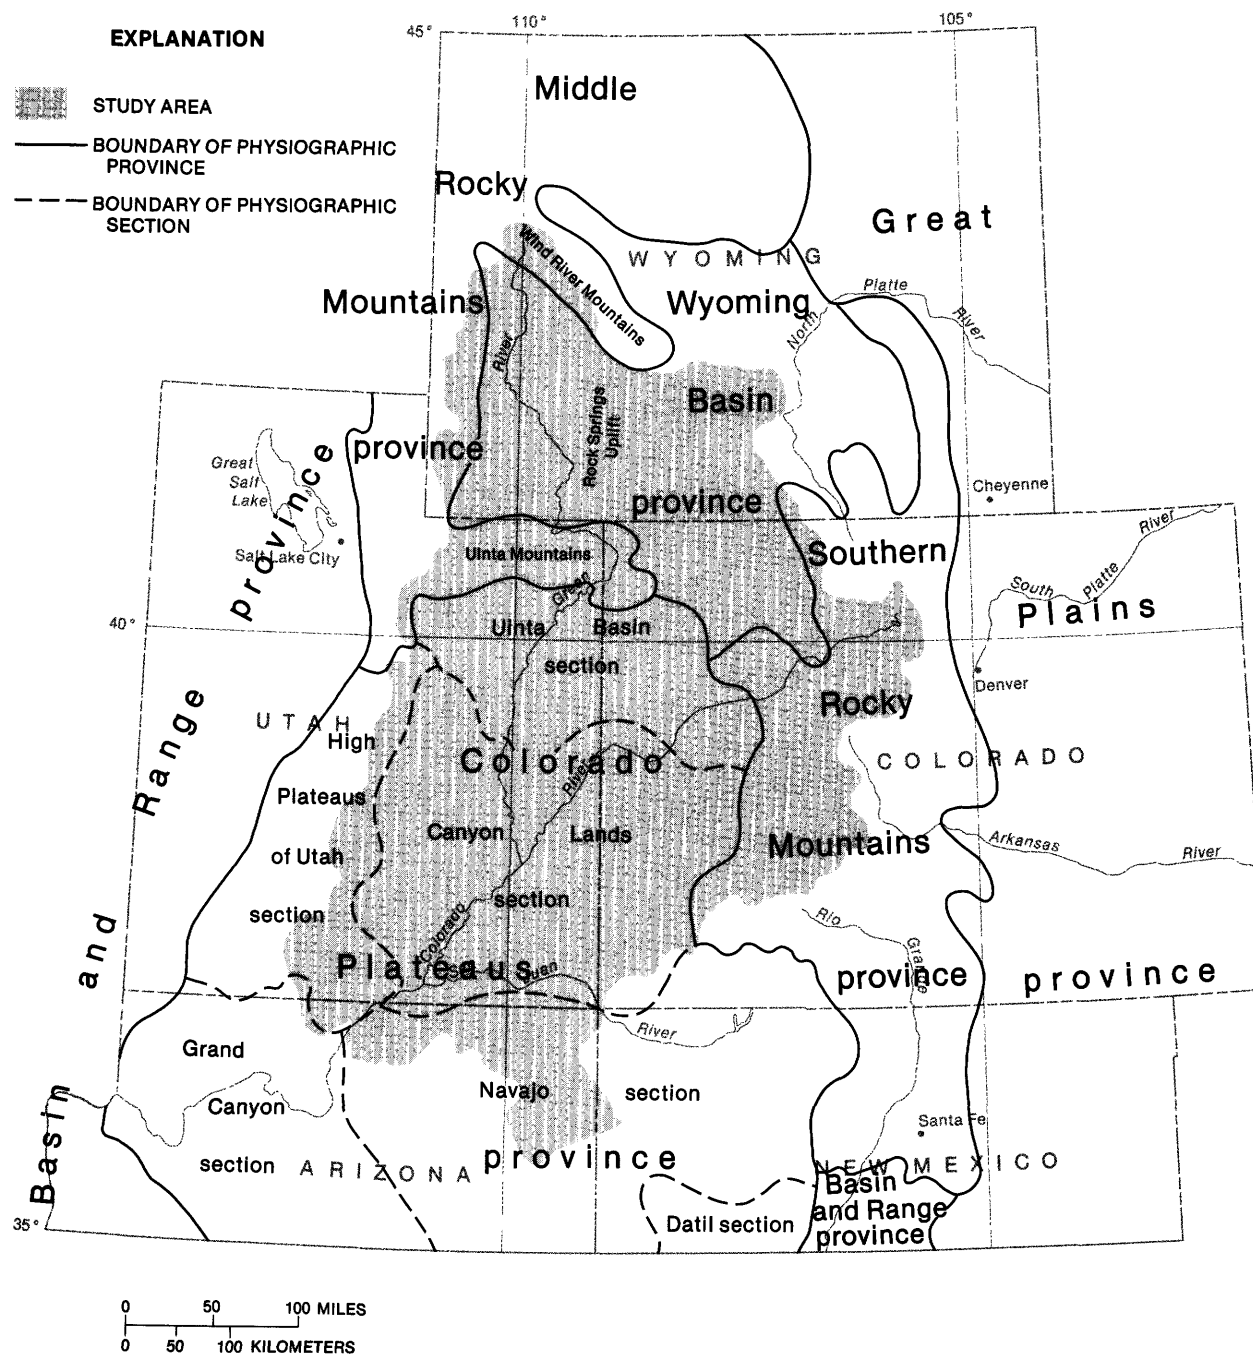 EXPLANATION
STUDY AREA
BOUNDARY OF PHYSIOGRAPHIC
PROVINCE
BOUNDARY OF PHYSIOGRAPHIC
SECTION
45°
110°
105°
Middle
Rocky
Mountains
province
Great
Plains
province
WYOMING
Wyoming
Basin
province
Wind River Mountains
River
Rock Springs
Uplift
North
Platte
River
Cheyenne
Great
Salt
Lake
Salt Lake City
Uinta Mountains
Green
Southern
Rocky
Mountains
province
South
Platte
River
40°
Uinta Basin
section
Denver
UTAH
COLORADO
High
Plateaus
of Utah
section
Colorado
Plateaus
province
River
Canyon Lands
section
Colorado
San Juan
River
Arkansas
River
Rio
Grande
Basin
and
Range
province
Grand
Canyon
section
Navajo section
ARIZONA
Santa Fe
NEW MEXICO
Basin
and Range
province
Datil section
35°
0 50 100 MILES
0 50 100 KILOMETERS